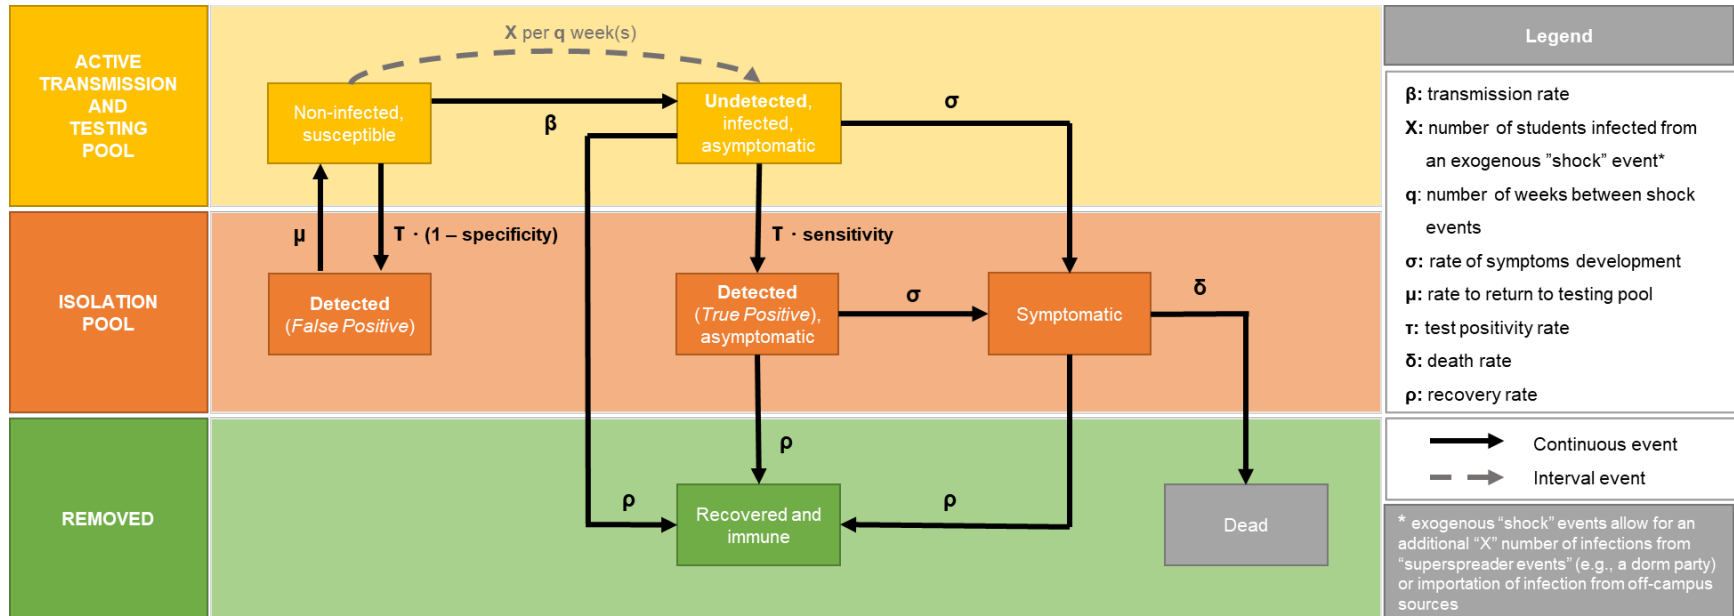 ACTIVE
TRANSMISSION
AND
TESTING
POOL
X per q week(s)
Non-infected,
susceptible
β
Undetected,
infected,
asymptomatic
σ
ISOLATION
POOL
μ
T · (1 – specificity)
T · sensitivity
Detected
(False Positive)
Detected
(True Positive),
asymptomatic
σ
Symptomatic
δ
REMOVED
ρ
ρ
Recovered and
immune
ρ
Dead
Legend
β: transmission rate
X: number of students infected from
an exogenous ”shock” event*
q: number of weeks between shock
events
σ: rate of symptoms development
μ: rate to return to testing pool
τ: test positivity rate
δ: death rate
ρ: recovery rate
Continuous event
Interval event
* exogenous “shock” events allow for an
additional “X” number of infections from
“superspreader events” (e.g., a dorm party)
or importation of infection from off-campus
sources